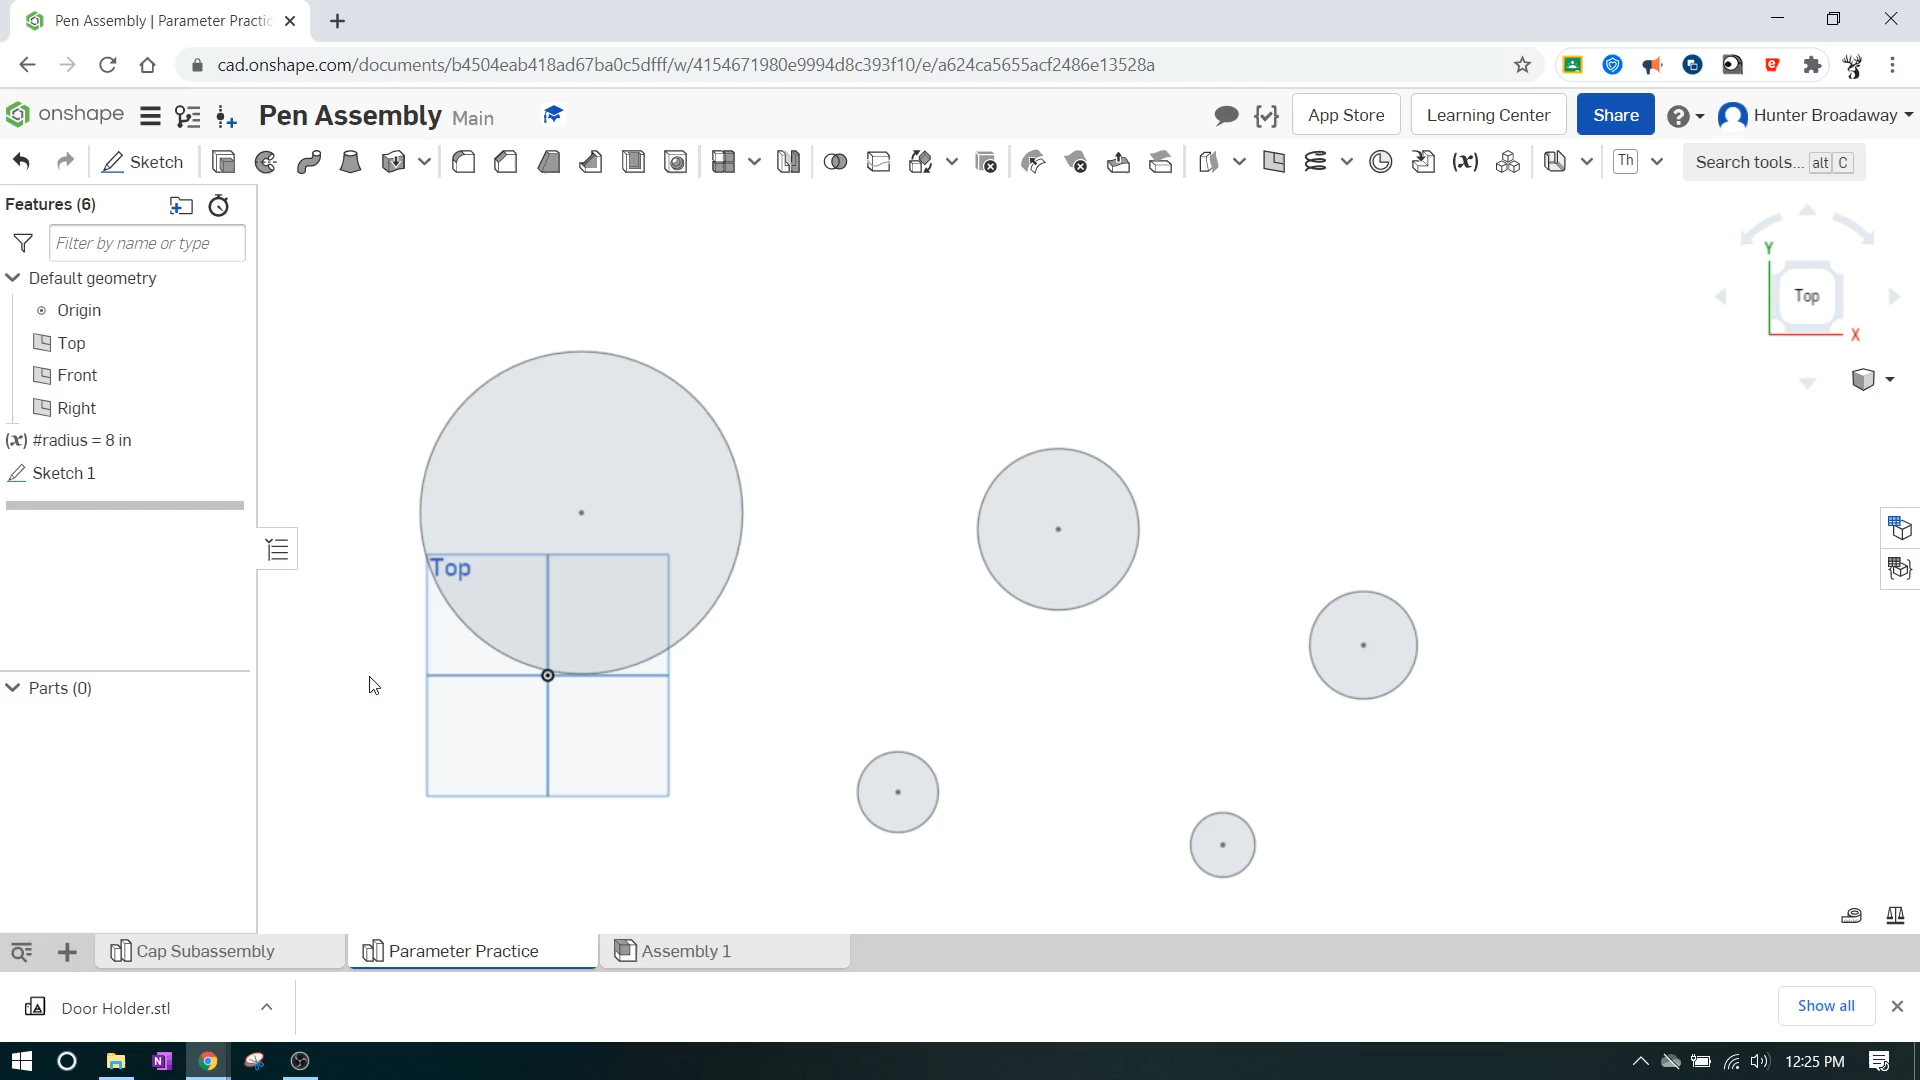 Pen Assembly | Parameter Practic
cad.onshape.com/documents/b4504eab418ad67ba0c5dfff/w/4154671980e9994d8c393f10/e/a624ca5655acf2486e13528a
onshape
Pen Assembly Main
App Store
Learning Center
Share
Hunter Broadaway
Sketch
(x)
Th
Search tools... alt C
Features (6)
Filter by name or type
Default geometry
Origin
Top
Front
Right
(x) #radius = 8 in
Sketch 1
Parts (0)
Top
Y
Top
X
Cap Subassembly
Parameter Practice
Assembly 1
Door Holder.stl
Show all
12:25 PM